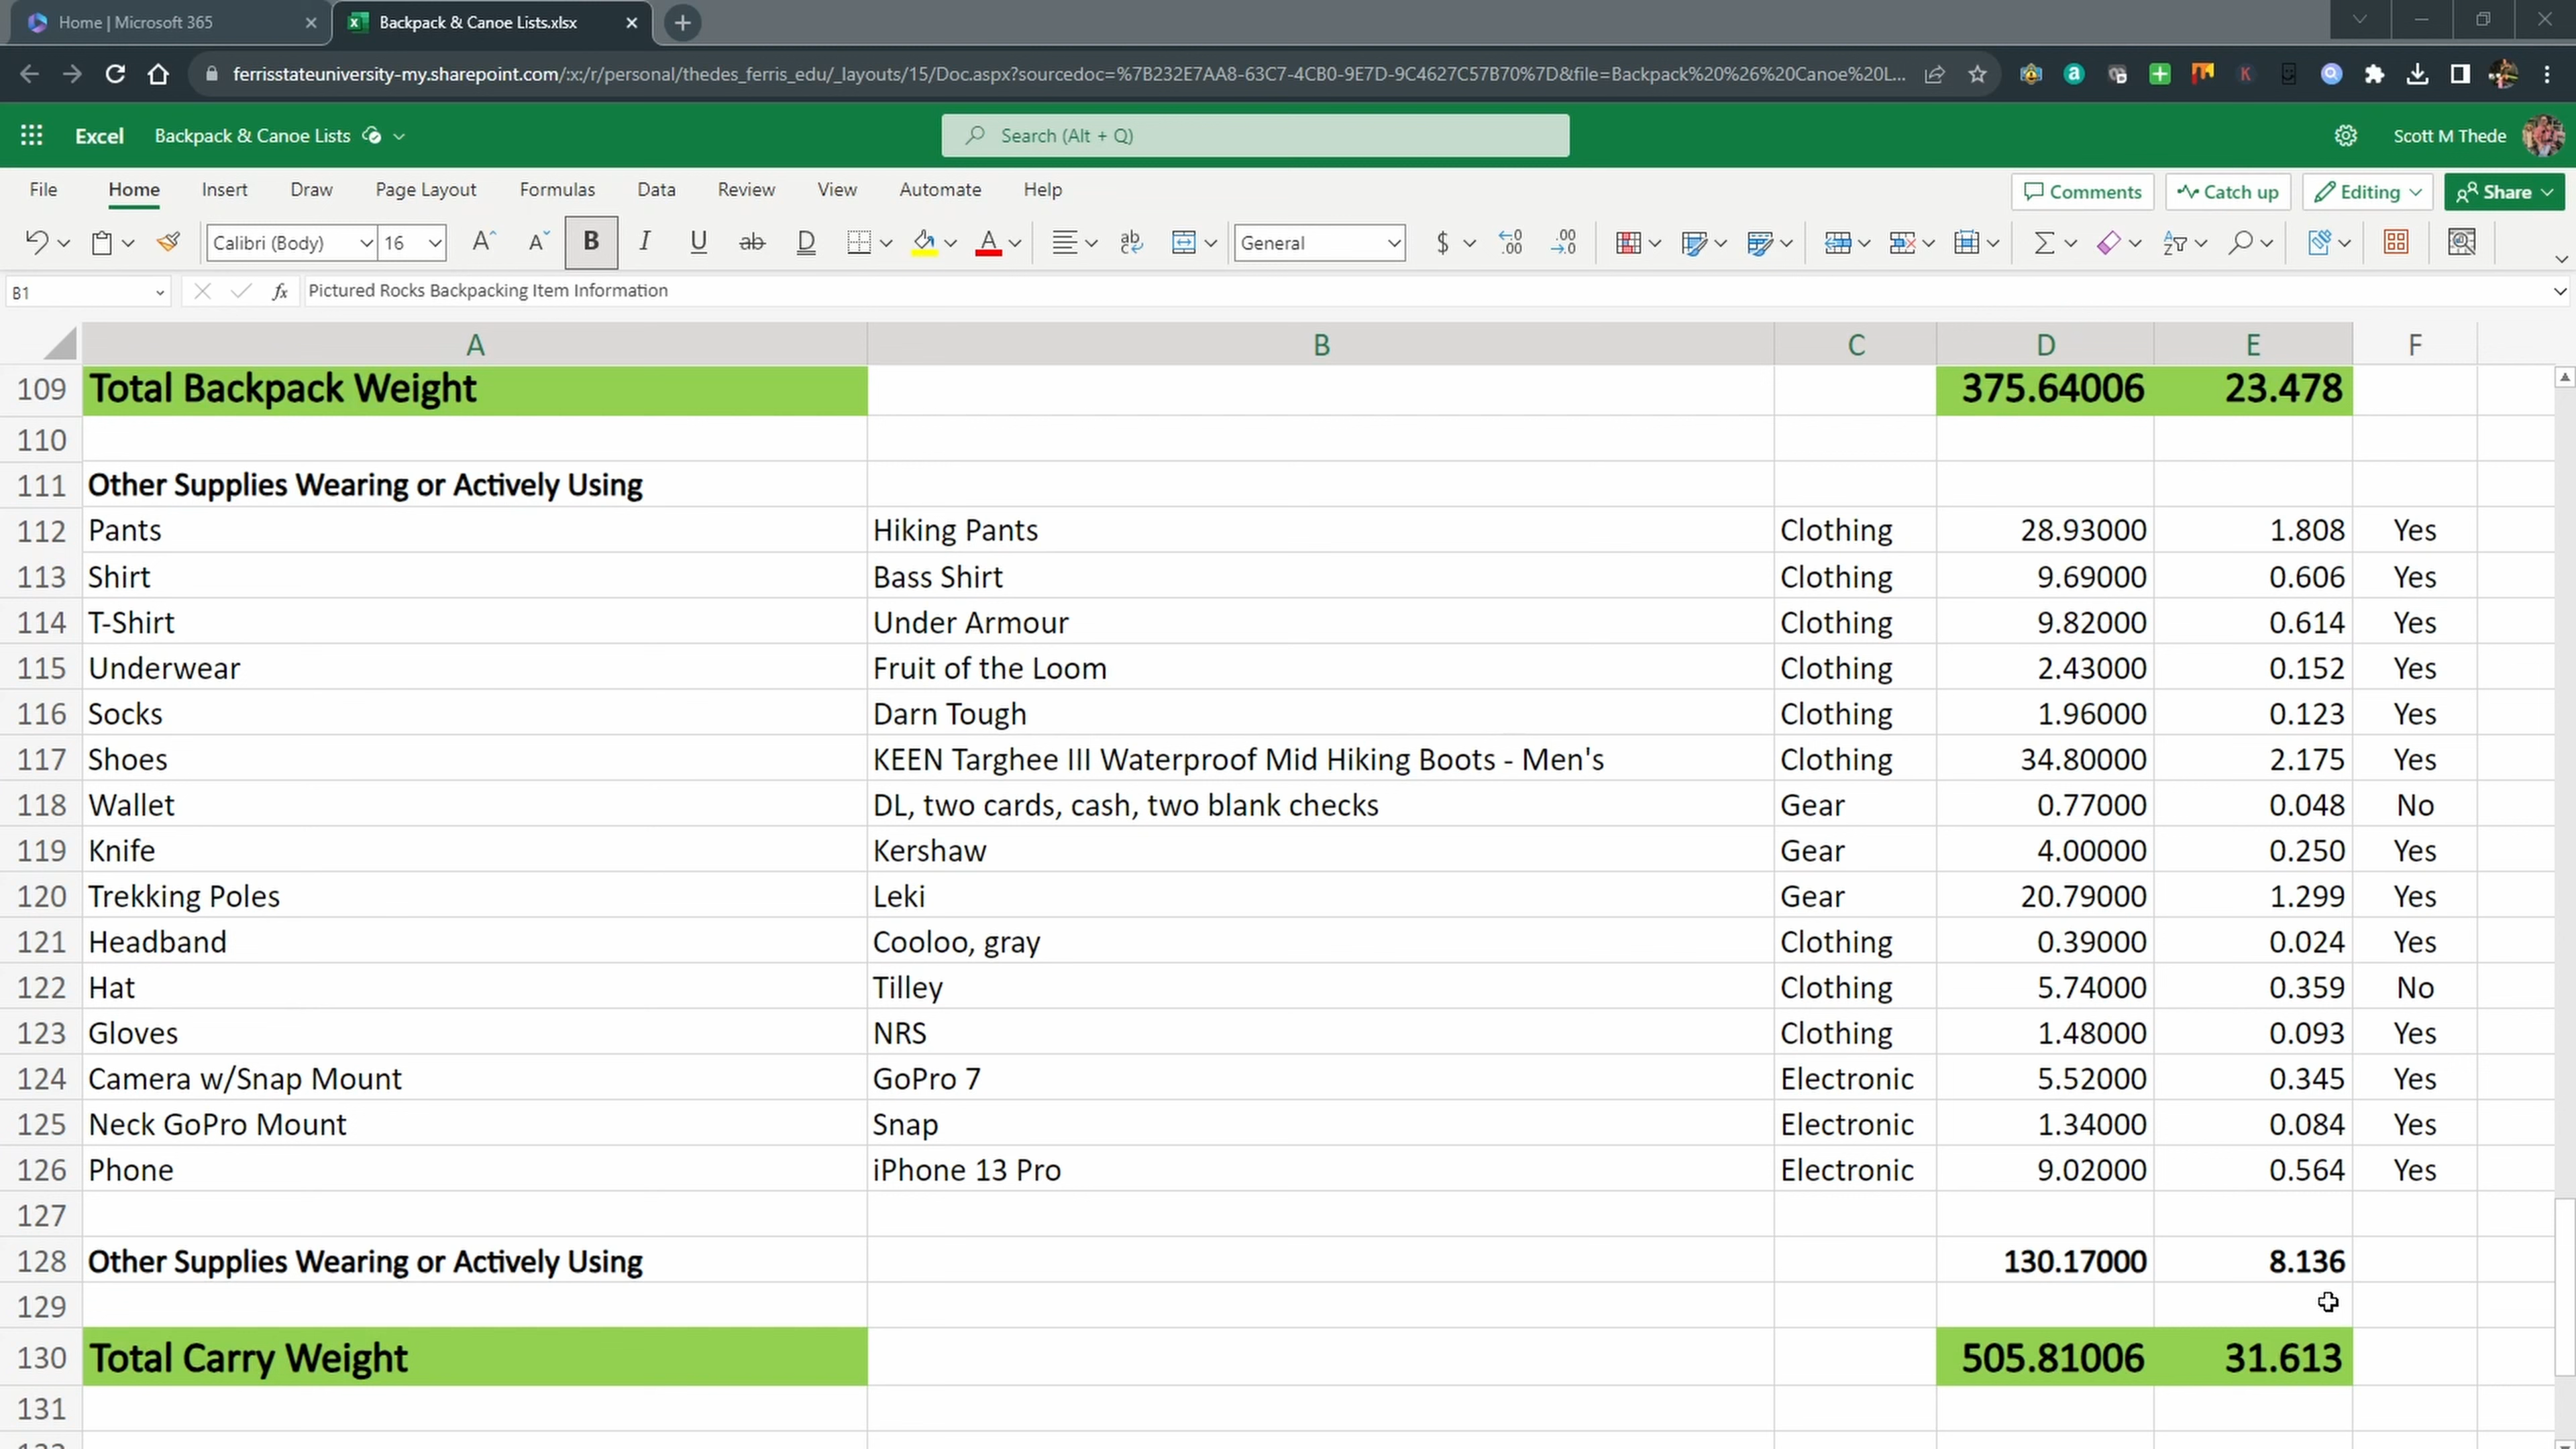 Home | Microsoft 365
Backpack & Canoe Lists.xlsx
ferrisstateuniversity-my.sharepoint.com/:x:/r/personal/thedes_ferris_edu/_layouts/15/Doc.aspx?sourcedoc=%7B232E7AA8-63C7-4CB0-9E7D-9C4627C57B70%7D&file=Backpack%20%26%20Canoe%20L...
Excel Backpack & Canoe Lists Search (Alt + Q) Scott M Thede
File Home Insert Draw Page Layout Formulas Data Review View Automate Help Comments Catch up Editing Share
Calibri (Body) 16 A A B I U ab D A ab General $ .00 .00
B1 fx Pictured Rocks Backpacking Item Information
A B C D E F
109 Total Backpack Weight 375.64006 23.478
110
111 Other Supplies Wearing or Actively Using
112 Pants Hiking Pants Clothing 28.93000 1.808 Yes
113 Shirt Bass Shirt Clothing 9.69000 0.606 Yes
114 T-Shirt Under Armour Clothing 9.82000 0.614 Yes
115 Underwear Fruit of the Loom Clothing 2.43000 0.152 Yes
116 Socks Darn Tough Clothing 1.96000 0.123 Yes
117 Shoes KEEN Targhee III Waterproof Mid Hiking Boots - Men's Clothing 34.80000 2.175 Yes
118 Wallet DL, two cards, cash, two blank checks Gear 0.77000 0.048 No
119 Knife Kershaw Gear 4.00000 0.250 Yes
120 Trekking Poles Leki Gear 20.79000 1.299 Yes
121 Headband Cooloo, gray Clothing 0.39000 0.024 Yes
122 Hat Tilley Clothing 5.74000 0.359 No
123 Gloves NRS Clothing 1.48000 0.093 Yes
124 Camera w/Snap Mount GoPro 7 Electronic 5.52000 0.345 Yes
125 Neck GoPro Mount Snap Electronic 1.34000 0.084 Yes
126 Phone iPhone 13 Pro Electronic 9.02000 0.564 Yes
127
128 Other Supplies Wearing or Actively Using 130.17000 8.136
129
130 Total Carry Weight 505.81006 31.613
131